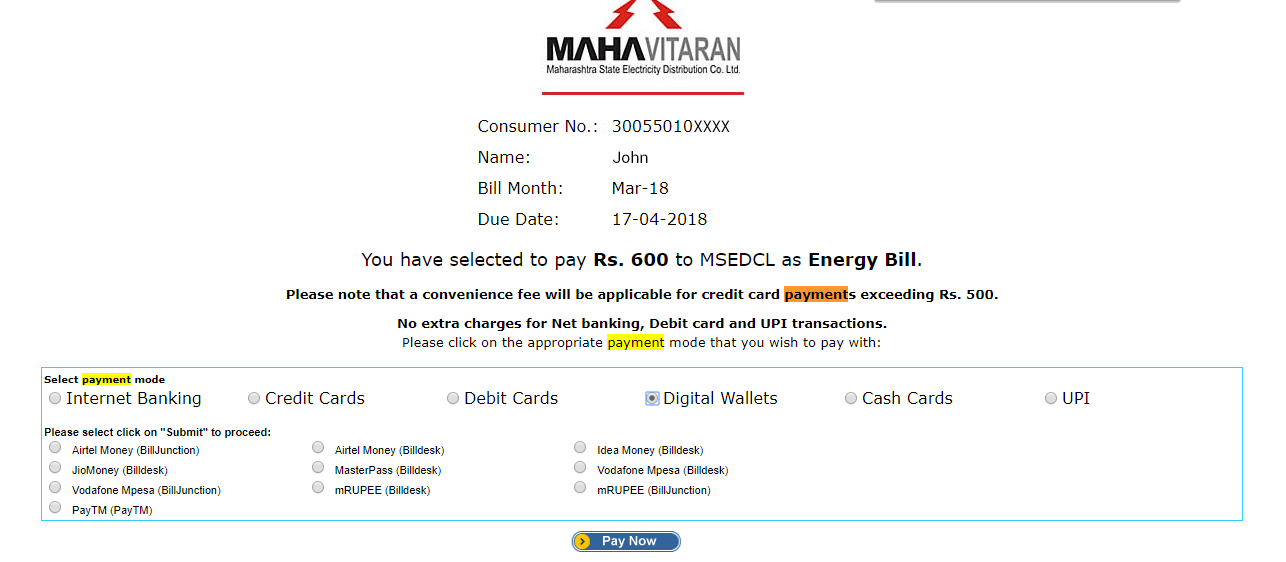 MAHAVITARAN
Maharashtra State Electricity Distribution Co. Ltd.
Consumer No.: 30055010XXXX
Name: John
Bill Month: Mar-18
Due Date: 17-04-2018
You have selected to pay Rs. 600 to MSEDCL as Energy Bill.
Please note that a convenience fee will be applicable for credit card payments exceeding Rs. 500.
No extra charges for Net banking, Debit card and UPI transactions.
Please click on the appropriate payment mode that you wish to pay with:
Select payment mode
Internet Banking Credit Cards Debit Cards Digital Wallets Cash Cards UPI
Please select click on "Submit" to proceed:
Airtel Money (BillJunction) Airtel Money (Billdesk) Idea Money (Billdesk)
JioMoney (Billdesk) MasterPass (Billdesk) Vodafone Mpesa (Billdesk)
Vodafone Mpesa (BillJunction) mRUPEE (Billdesk) mRUPEE (BillJunction)
PayTM (PayTM)
Pay Now